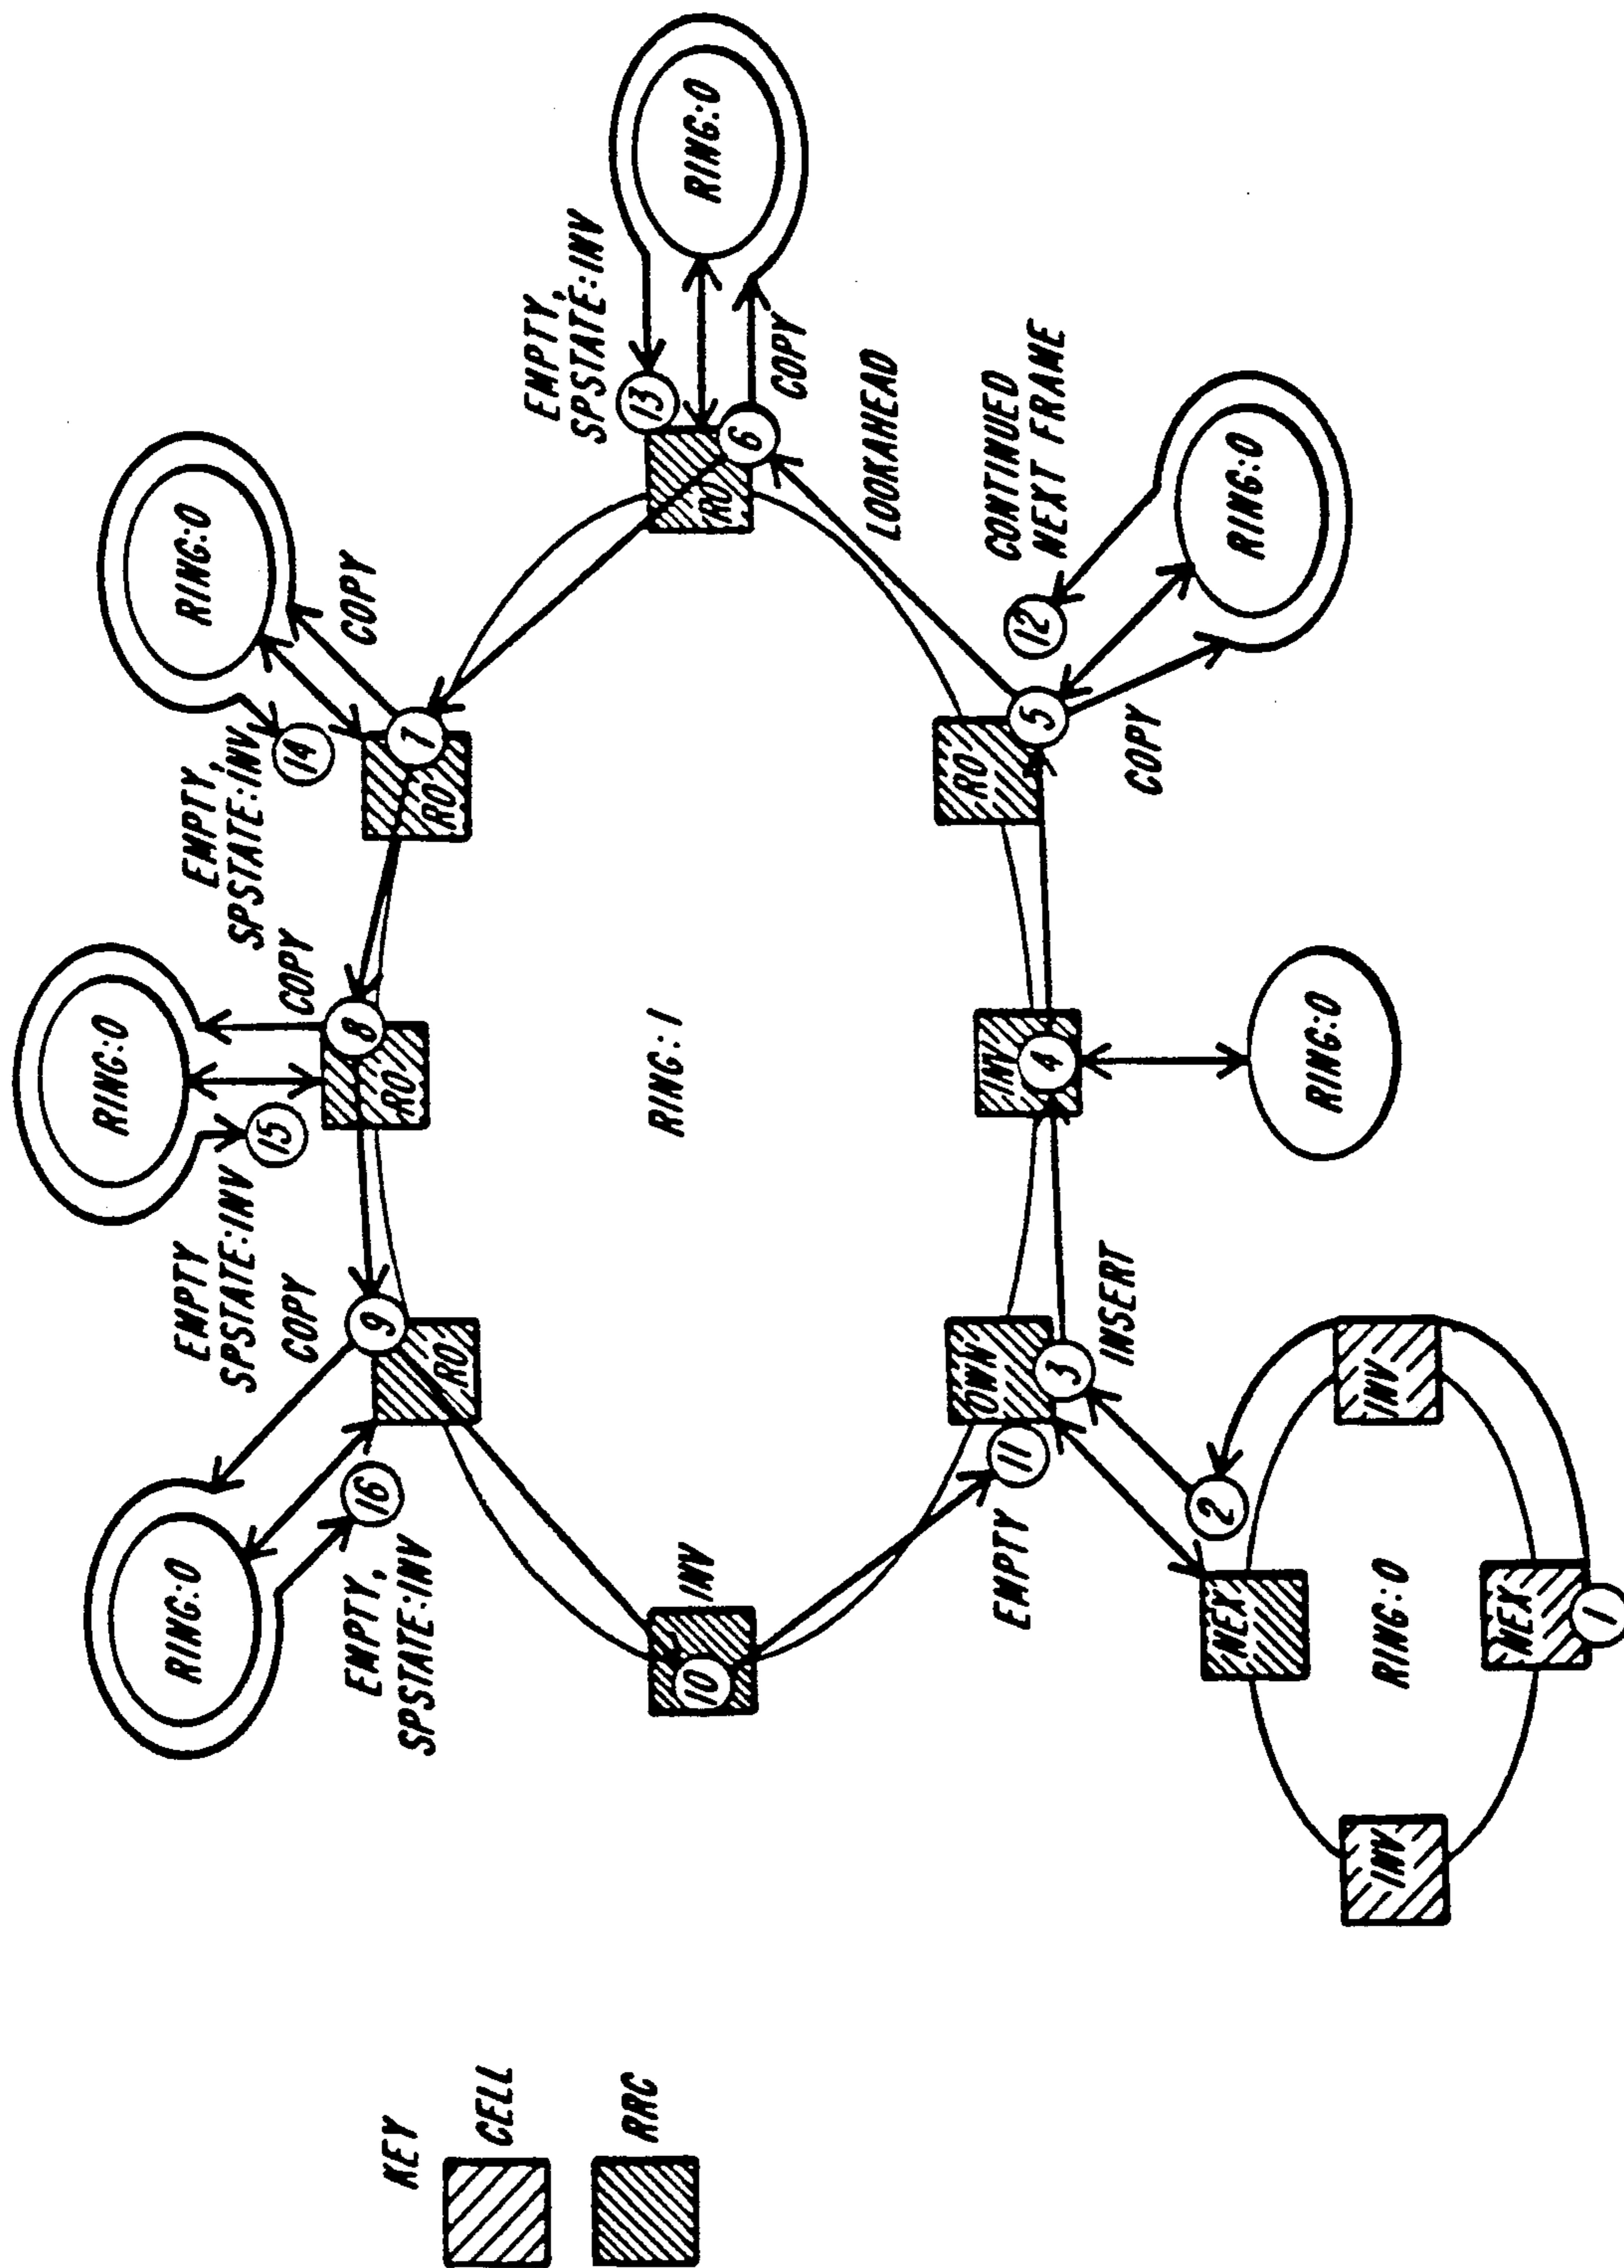 KEY
CELL
RRC
RING:0
EMPTY,
SPSTATE:INV
16
COPY
9
RO
RING:0
EMPTY
SPSTATE:INV
15
COPY
8
RO
RING:0
EMPTY,
SPSTATE:INV
14
COPY
7
RO
10
INV
RING:1
EMPTY,
SPSTATE:INV
13
RO
6
COPY
RING:0
LOOKAHEAD
EMPTY
11
OWN
3
INSERT
INV
4
RING:0
RO
5
COPY
12
CONTINUED
NEXT FRAME
RING:0
2
NEX
INV
RING:0
INV
NEX
1